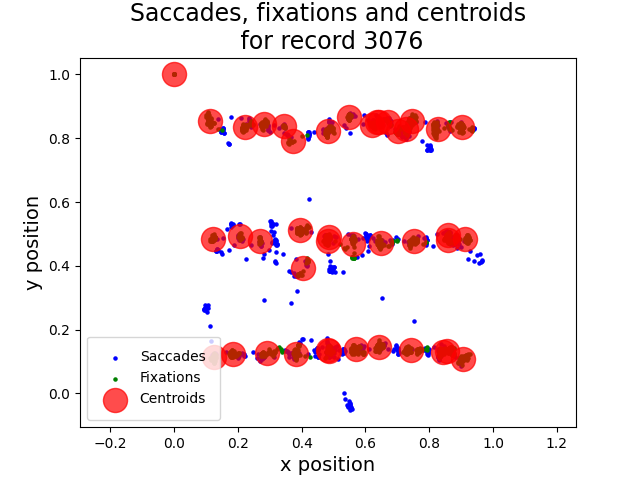 Saccades, fixations and centroids
for record 3076
1.0
0.8
0.6
0.4
0.2
0.0
y position
Saccades
Fixations
Centroids
−0.2
0.0
0.2
0.4
0.6
0.8
1.0
1.2
x position